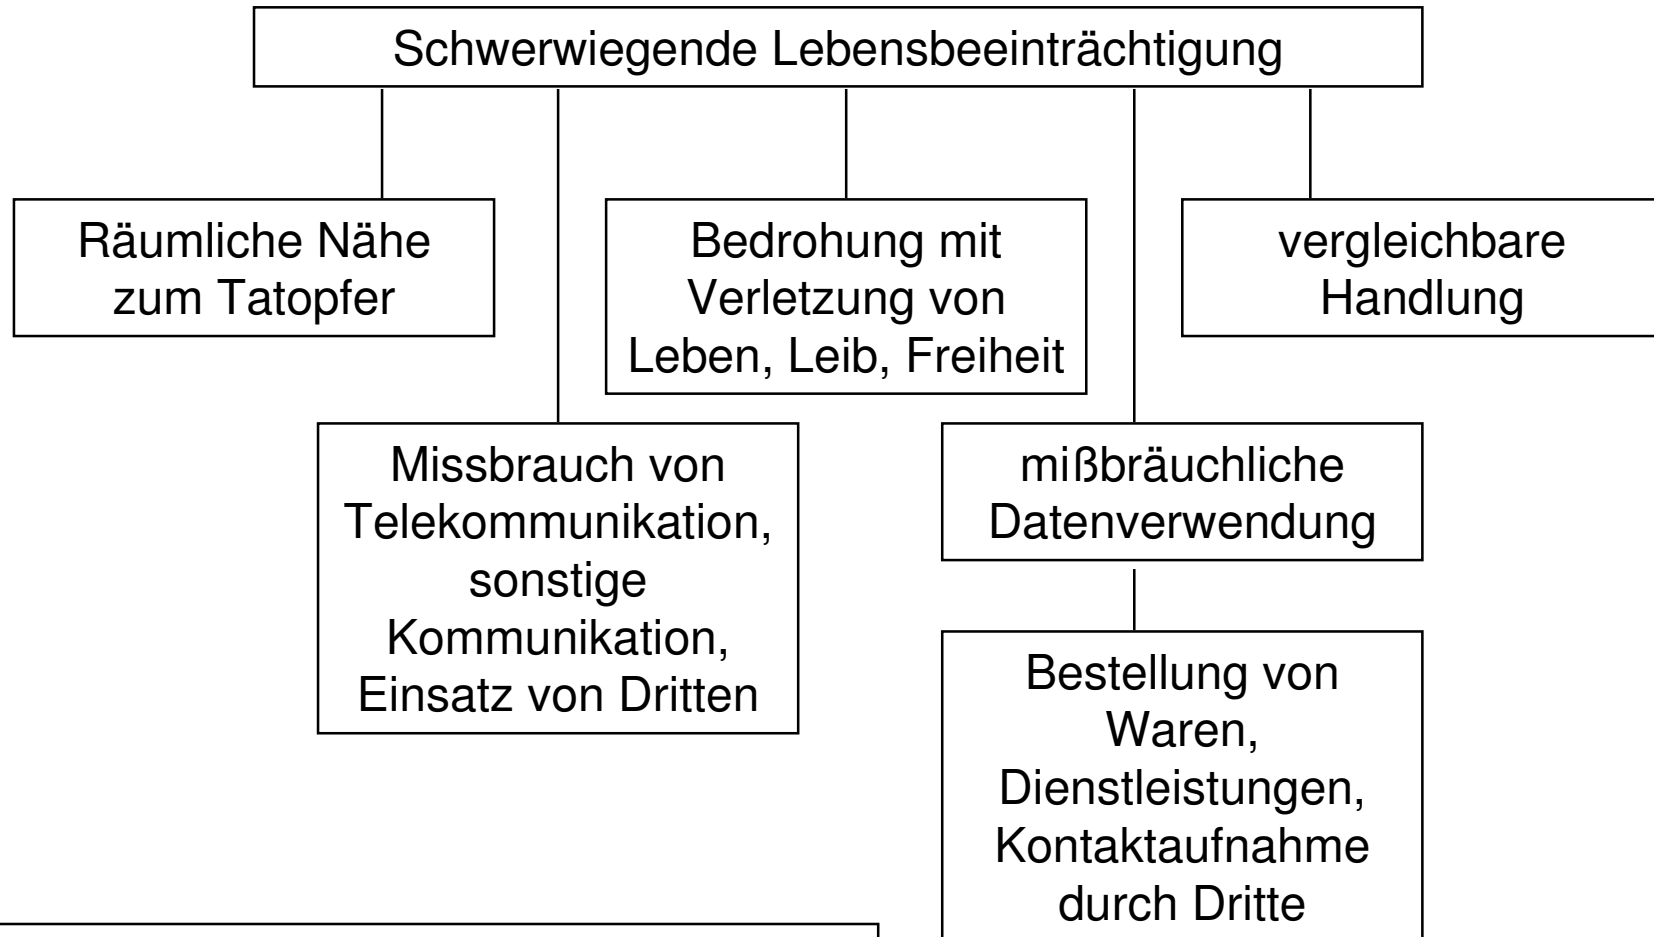 Schwerwiegende Lebensbeeinträchtigung
Räumliche Nähe
zum Tatopfer
Bedrohung mit
Verletzung von
Leben, Leib, Freiheit
vergleichbare
Handlung
Missbrauch von
Telekommunikation,
sonstige
Kommunikation,
Einsatz von Dritten
mißbräuchliche
Datenverwendung
Bestellung von
Waren,
Dienstleistungen,
Kontaktaufnahme
durch Dritte